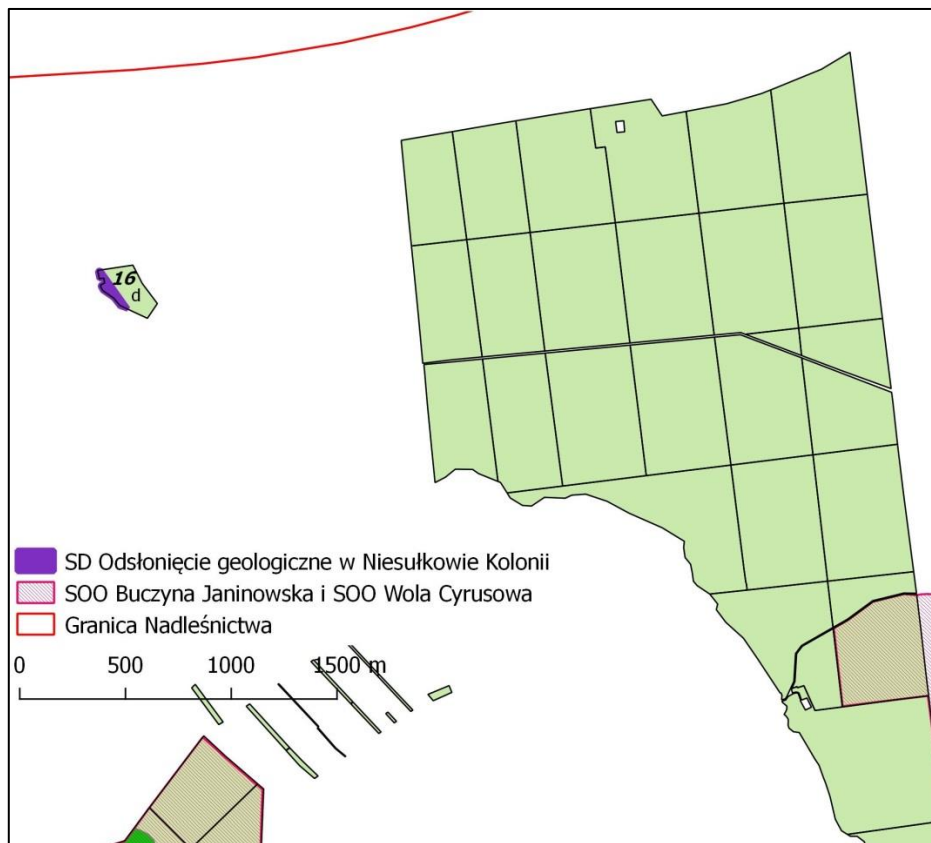 16
d
SD Odsłonięcie geologiczne w Niesułkowie Kolonii
SOO Buczyna Janinowska i SOO Wola Cyrusowa
Granica Nadleśnictwa
0 500 1000 1500 m